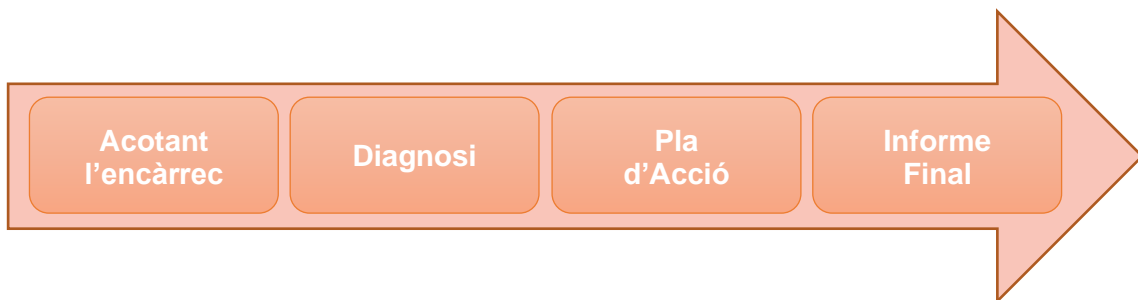 Acotant
l’encàrrec
Diagnosi
Pla
d’Acció
Informe
Final